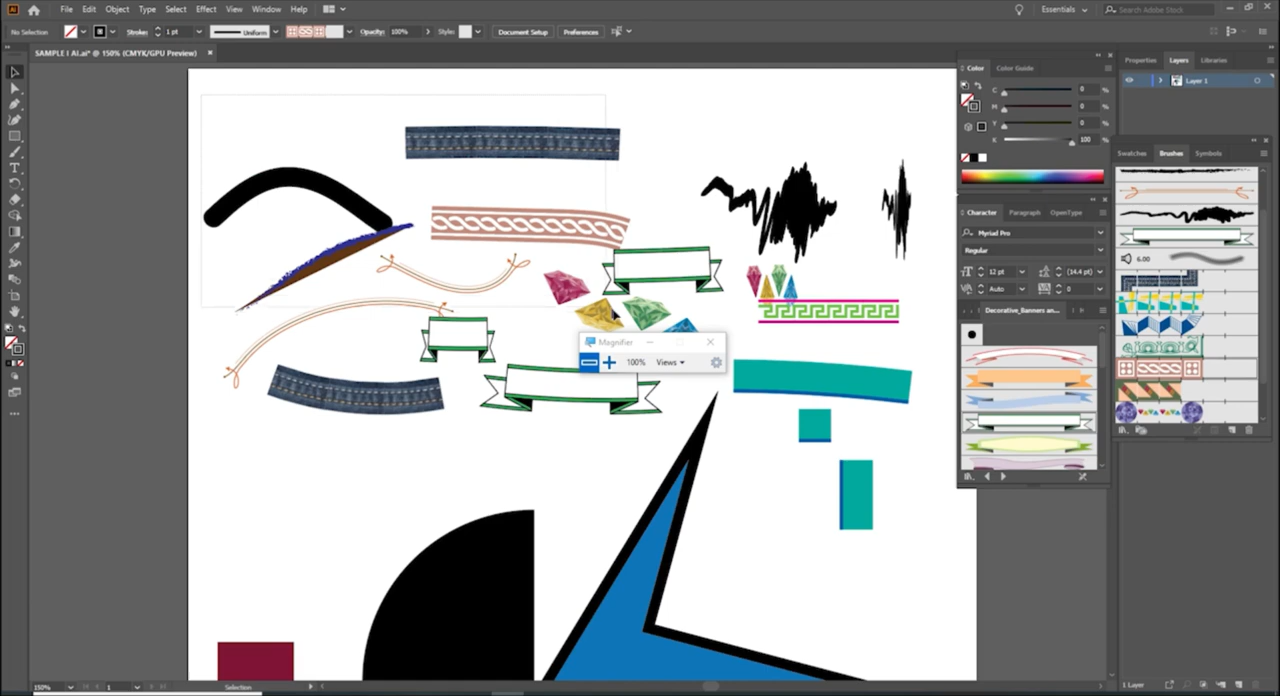 Ai File Edit Object Type Select Effect View Window Help Essentials Search Adobe Stock
No Selection Stroke: 1 pt Uniform Opacity: 100% Style: Document Setup Preferences
SAMPLE I AI.ai* @ 150% (CMYK/GPU Preview) ×
Color Color Guide
C 0 %
M 0 %
Y 0 %
K 100 %
Properties Layers Libraries
Layer 1
Swatches Brushes Symbols
6.00
Character Paragraph OpenType
Myriad Pro
Regular
12 pt (14.4 pt)
Auto 0
Decorative_Banners an...
Magnifier
100% Views
150% 1 Selection
1 Layer